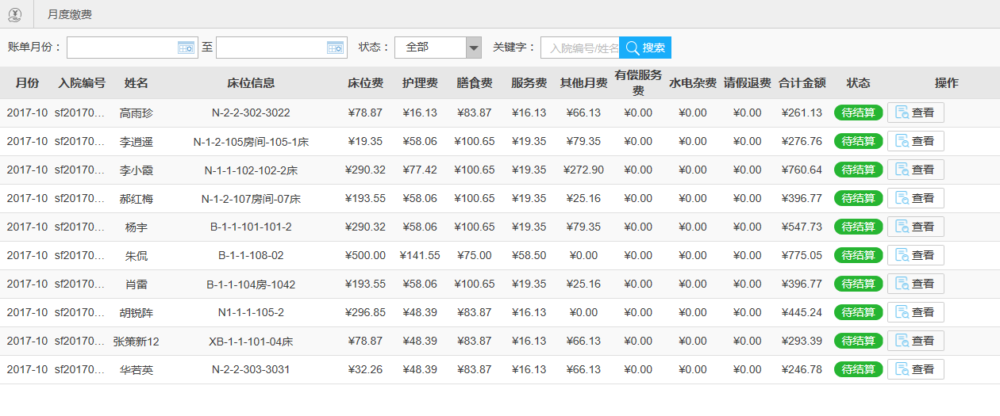 月度缴费
账单月份： 至 状态： 全部 关键字： 入院编号/姓名 搜索
月份 入院编号 姓名 床位信息 床位费 护理费 膳食费 服务费 其他月费 有偿服务费 水电杂费 请假退费 合计金额 状态 操作
2017-10 sf20170... 高雨珍 N-2-2-302-3022 ¥78.87 ¥16.13 ¥83.87 ¥16.13 ¥66.13 ¥0.00 ¥0.00 ¥0.00 ¥261.13 待结算 查看
2017-10 sf20170... 李逍遥 N-1-2-105房间-105-1床 ¥19.35 ¥58.06 ¥100.65 ¥19.35 ¥79.35 ¥0.00 ¥0.00 ¥0.00 ¥276.76 待结算 查看
2017-10 sf20170... 李小霞 N-1-1-102-102-2床 ¥290.32 ¥77.42 ¥100.65 ¥19.35 ¥272.90 ¥0.00 ¥0.00 ¥0.00 ¥760.64 待结算 查看
2017-10 sf20170... 郝红梅 N-1-2-107房间-07床 ¥193.55 ¥58.06 ¥100.65 ¥19.35 ¥25.16 ¥0.00 ¥0.00 ¥0.00 ¥396.77 待结算 查看
2017-10 sf20170... 杨宇 B-1-1-101-101-2 ¥290.32 ¥58.06 ¥100.65 ¥19.35 ¥79.35 ¥0.00 ¥0.00 ¥0.00 ¥547.73 待结算 查看
2017-10 sf20170... 朱侃 B-1-1-108-02 ¥500.00 ¥141.55 ¥75.00 ¥58.50 ¥0.00 ¥0.00 ¥0.00 ¥0.00 ¥775.05 待结算 查看
2017-10 sf20170... 肖雷 B-1-1-104房-1042 ¥193.55 ¥58.06 ¥100.65 ¥19.35 ¥25.16 ¥0.00 ¥0.00 ¥0.00 ¥396.77 待结算 查看
2017-10 sf20170... 胡锐阵 N1-1-1-105-2 ¥296.85 ¥48.39 ¥83.87 ¥16.13 ¥0.00 ¥0.00 ¥0.00 ¥0.00 ¥445.24 待结算 查看
2017-10 sf20170... 张策新12 XB-1-1-101-04床 ¥78.87 ¥48.39 ¥83.87 ¥16.13 ¥66.13 ¥0.00 ¥0.00 ¥0.00 ¥293.39 待结算 查看
2017-10 sf20170... 华若英 N-2-2-303-3031 ¥32.26 ¥48.39 ¥83.87 ¥16.13 ¥66.13 ¥0.00 ¥0.00 ¥0.00 ¥246.78 待结算 查看